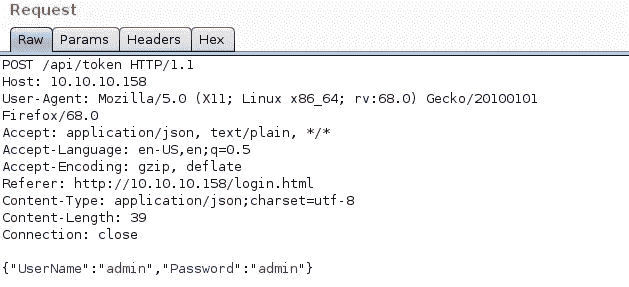 Request
Raw Params Headers Hex
POST /api/token HTTP/1.1
Host: 10.10.10.158
User-Agent: Mozilla/5.0 (X11; Linux x86_64; rv:68.0) Gecko/20100101
Firefox/68.0
Accept: application/json, text/plain, */*
Accept-Language: en-US,en;q=0.5
Accept-Encoding: gzip, deflate
Referer: http://10.10.10.158/login.html
Content-Type: application/json;charset=utf-8
Content-Length: 39
Connection: close
{"UserName":"admin","Password":"admin"}